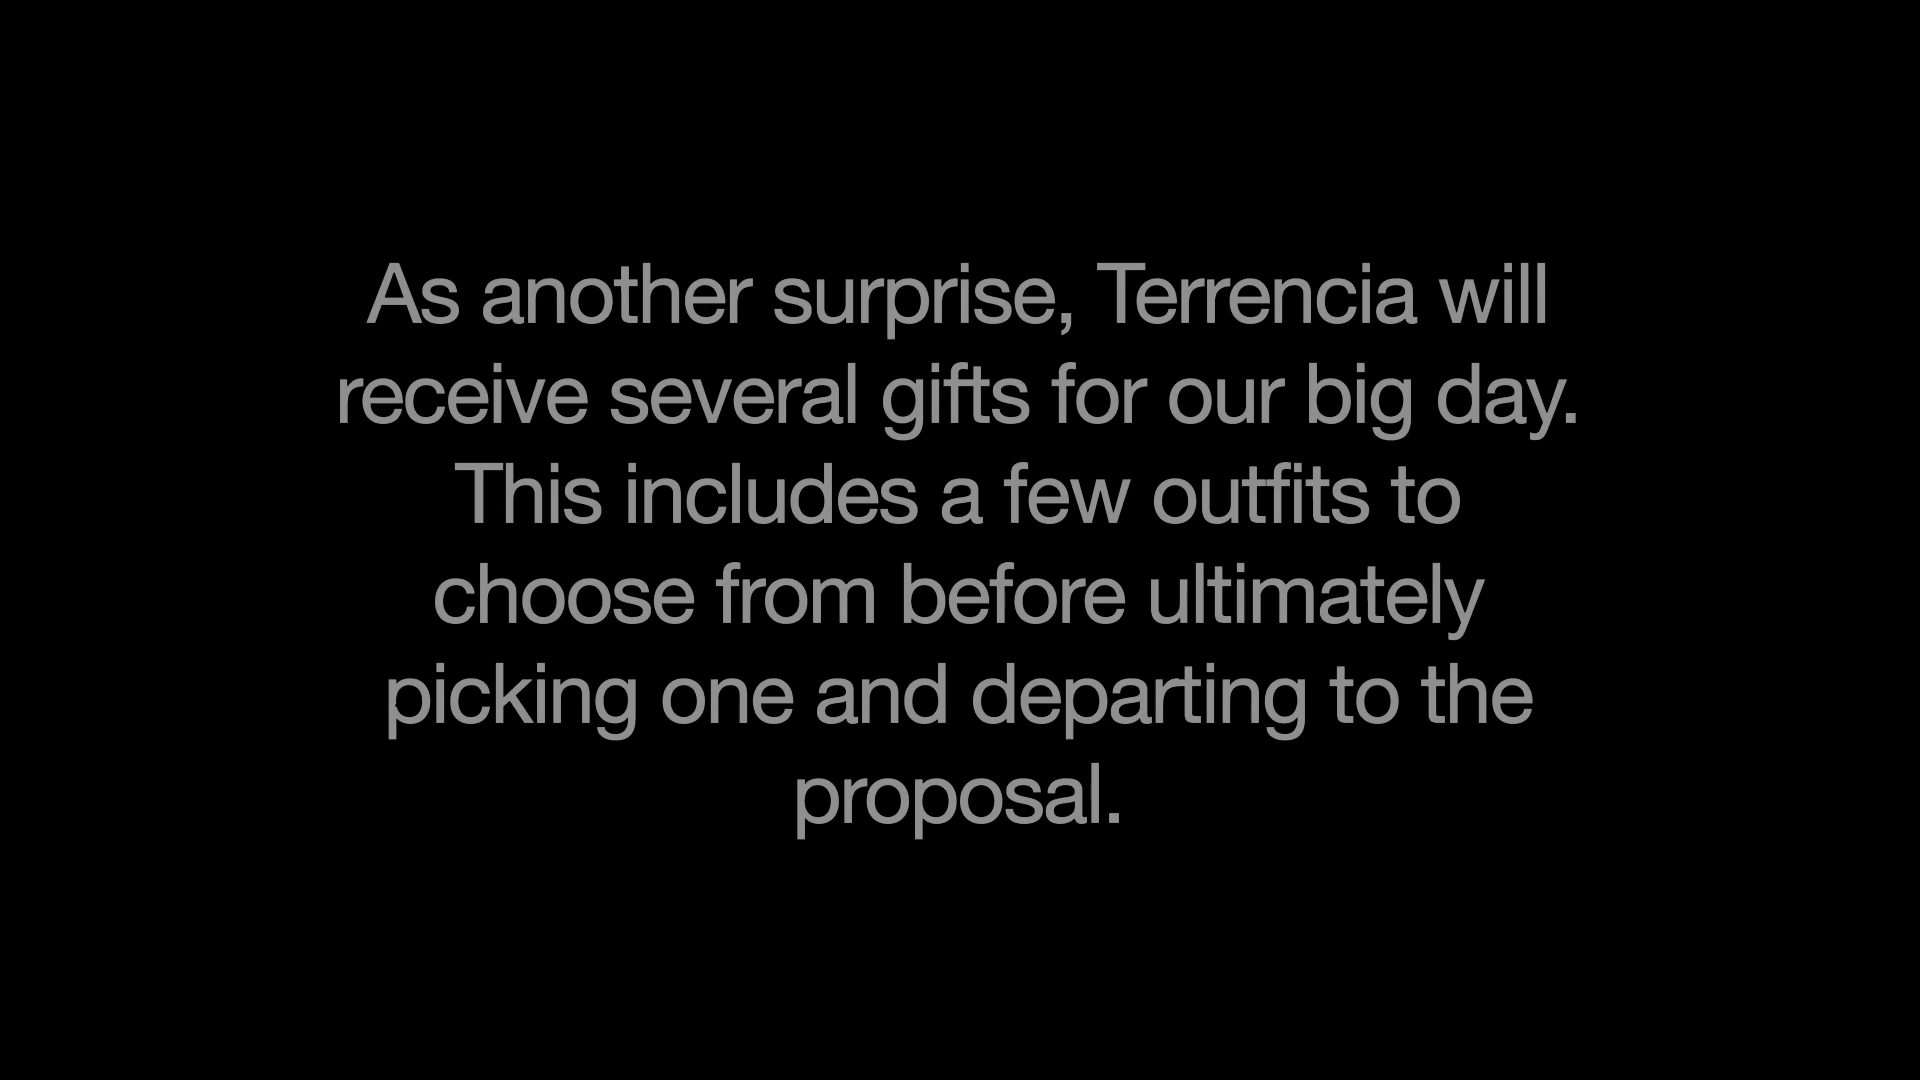 As another surprise, Terrencia will
receive several gifts for our big day.
This includes a few outfits to
choose from before ultimately
picking one and departing to the
proposal.